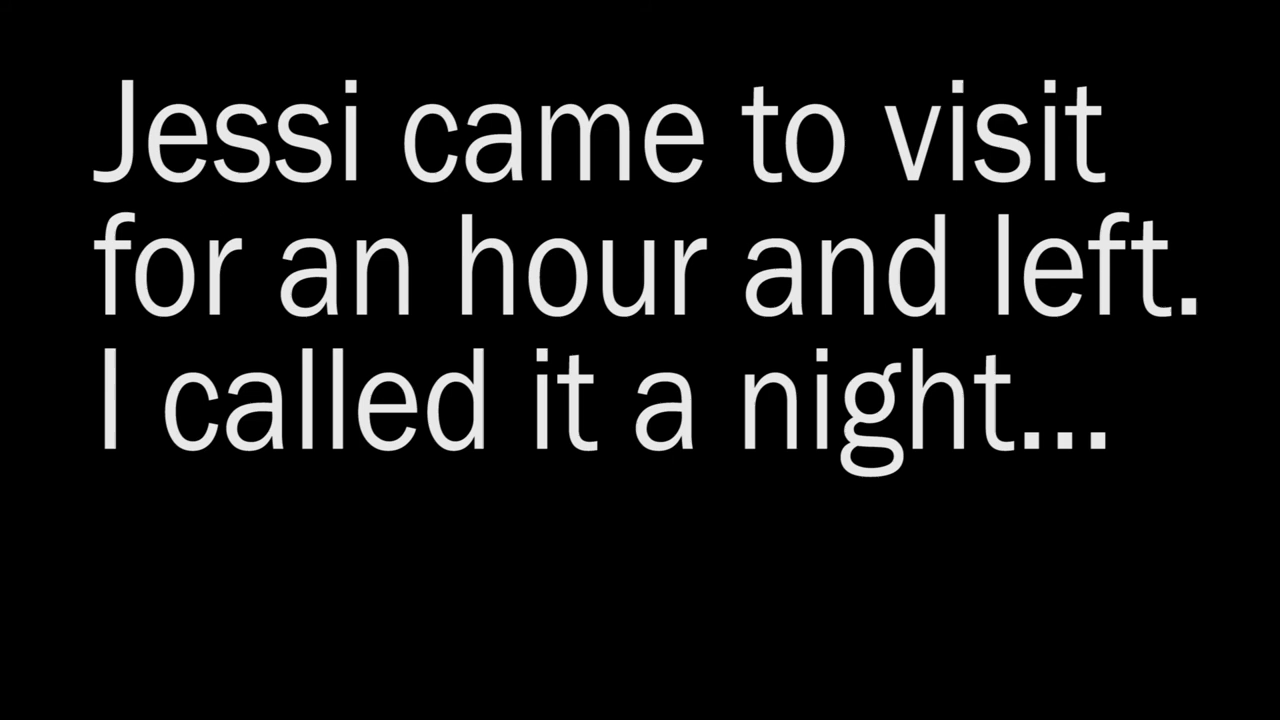 Jessi came to visit
for an hour and left.
I called it a night...